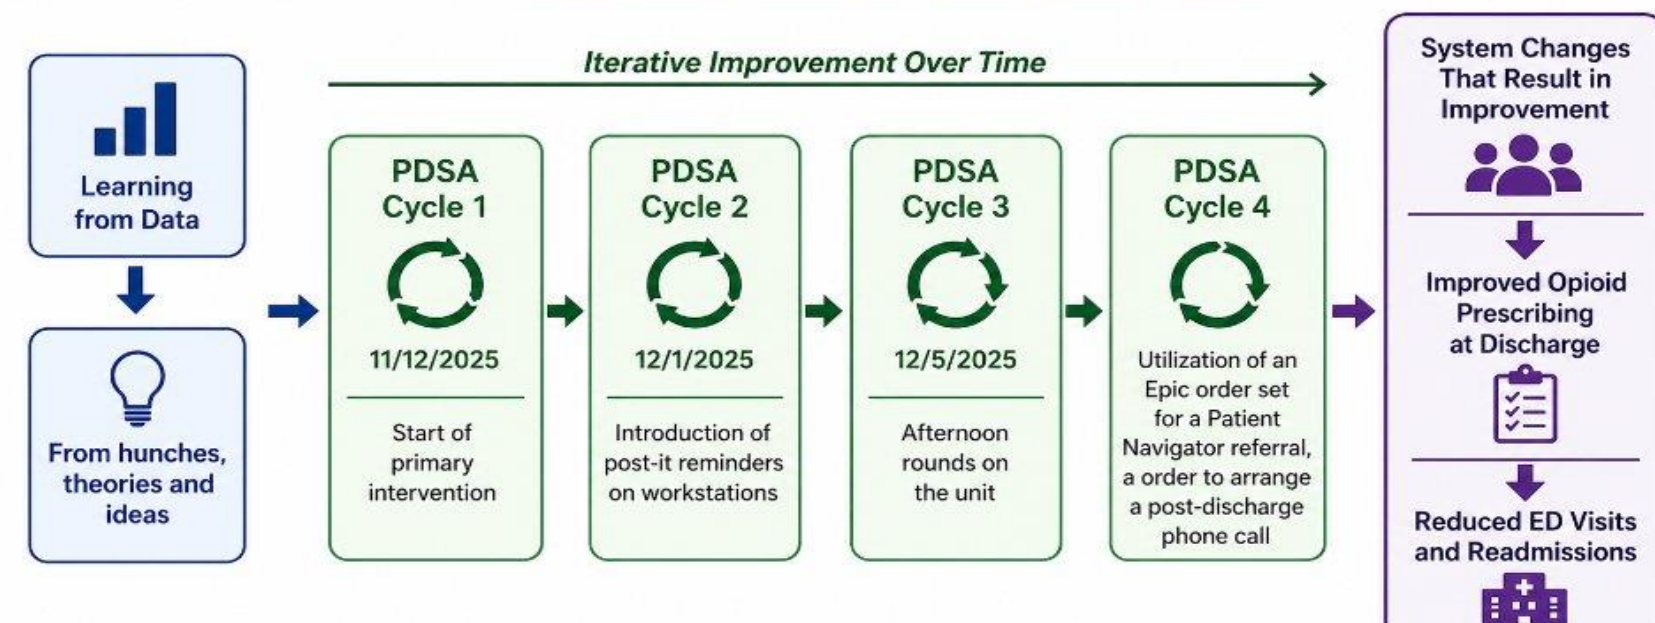 Learning
from Data
From hunches,
theories and
ideas
Iterative Improvement Over Time
PDSA
Cycle 1
11/12/2025
Start of
primary
intervention
PDSA
Cycle 2
12/1/2025
Introduction of
post-it reminders
on workstations
PDSA
Cycle 3
12/5/2025
Afternoon
rounds on
the unit
PDSA
Cycle 4
Utilization of an
Epic order set
for a Patient
Navigator referral,
a order to arrange
a post-discharge
phone call
System Changes
That Result in
Improvement
Improved Opioid
Prescribing
at Discharge
Reduced ED Visits
and Readmissions